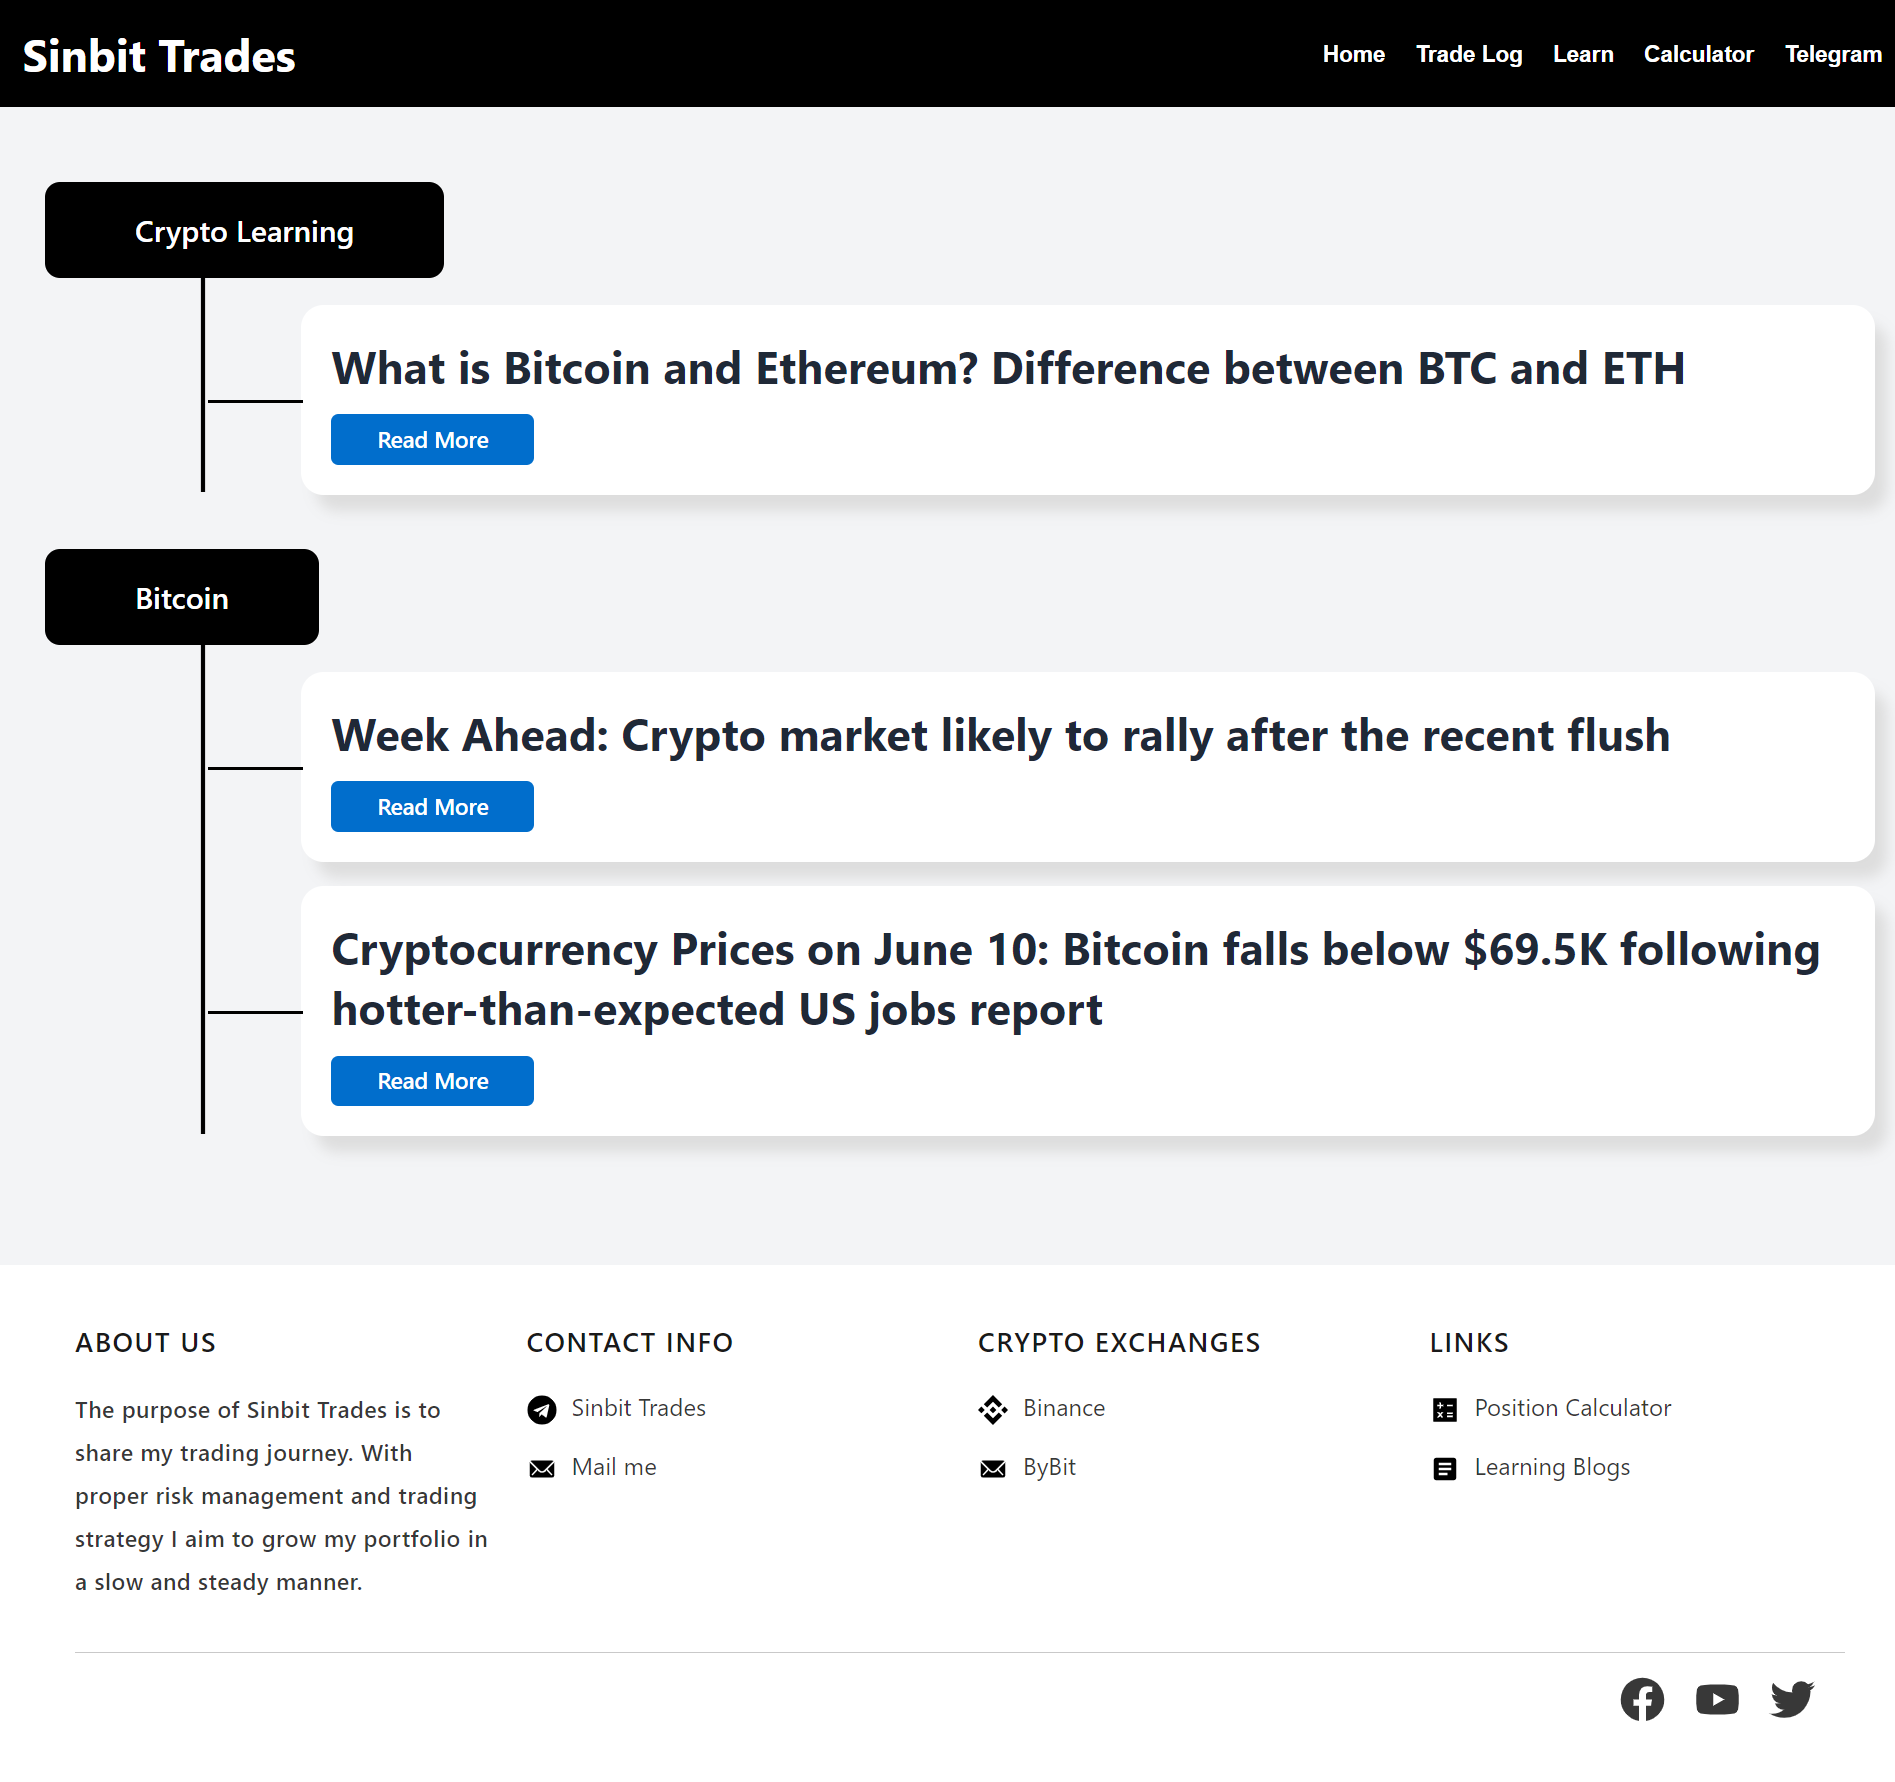 Sinbit Trades
Home Trade Log Learn Calculator Telegram
Crypto Learning
What is Bitcoin and Ethereum? Difference between BTC and ETH
Read More
Bitcoin
Week Ahead: Crypto market likely to rally after the recent flush
Read More
Cryptocurrency Prices on June 10: Bitcoin falls below $69.5K following
hotter-than-expected US jobs report
Read More
ABOUT US
The purpose of Sinbit Trades is to
share my trading journey. With
proper risk management and trading
strategy I aim to grow my portfolio in
a slow and steady manner.
CONTACT INFO
Sinbit Trades
Mail me
CRYPTO EXCHANGES
Binance
ByBit
LINKS
Position Calculator
Learning Blogs